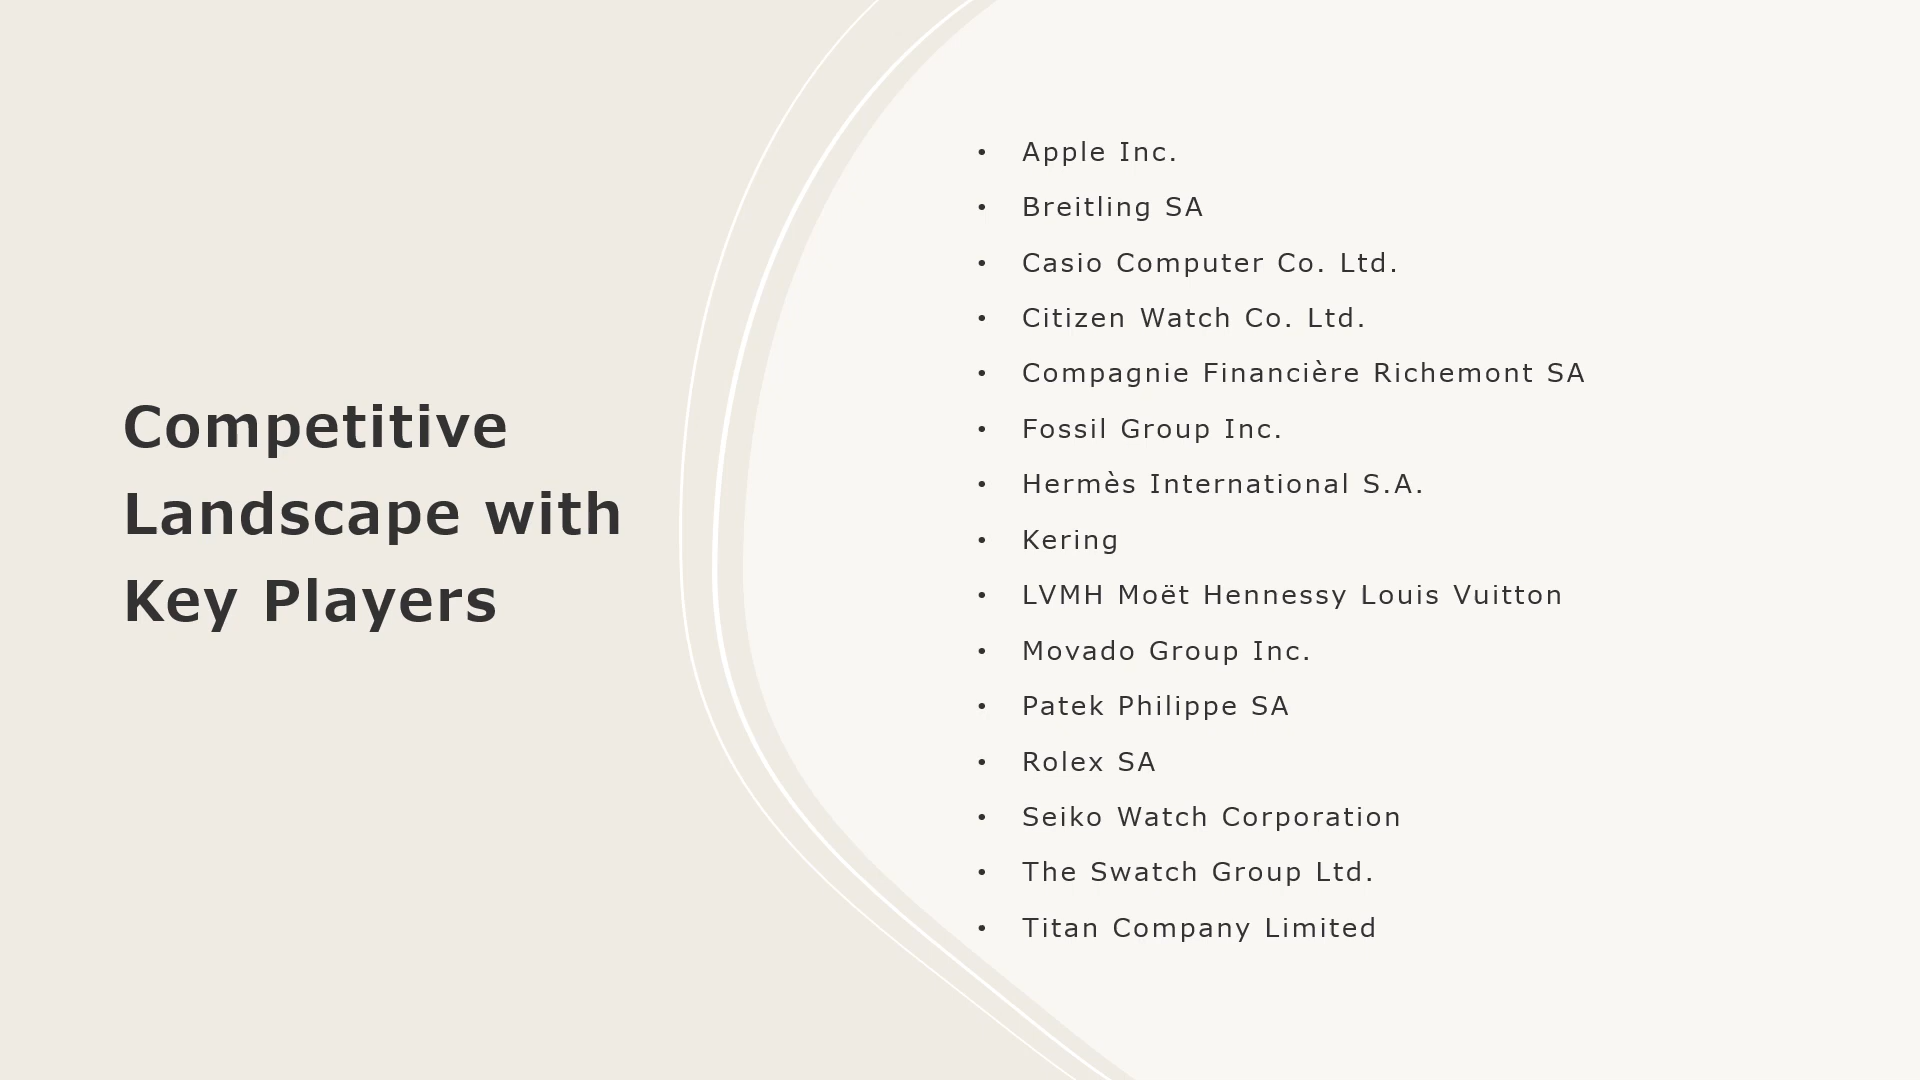 Competitive
Landscape with
Key Players
• Apple Inc.
• Breitling SA
• Casio Computer Co. Ltd.
• Citizen Watch Co. Ltd.
• Compagnie Financière Richemont SA
• Fossil Group Inc.
• Hermès International S.A.
• Kering
• LVMH Moët Hennessy Louis Vuitton
• Movado Group Inc.
• Patek Philippe SA
• Rolex SA
• Seiko Watch Corporation
• The Swatch Group Ltd.
• Titan Company Limited